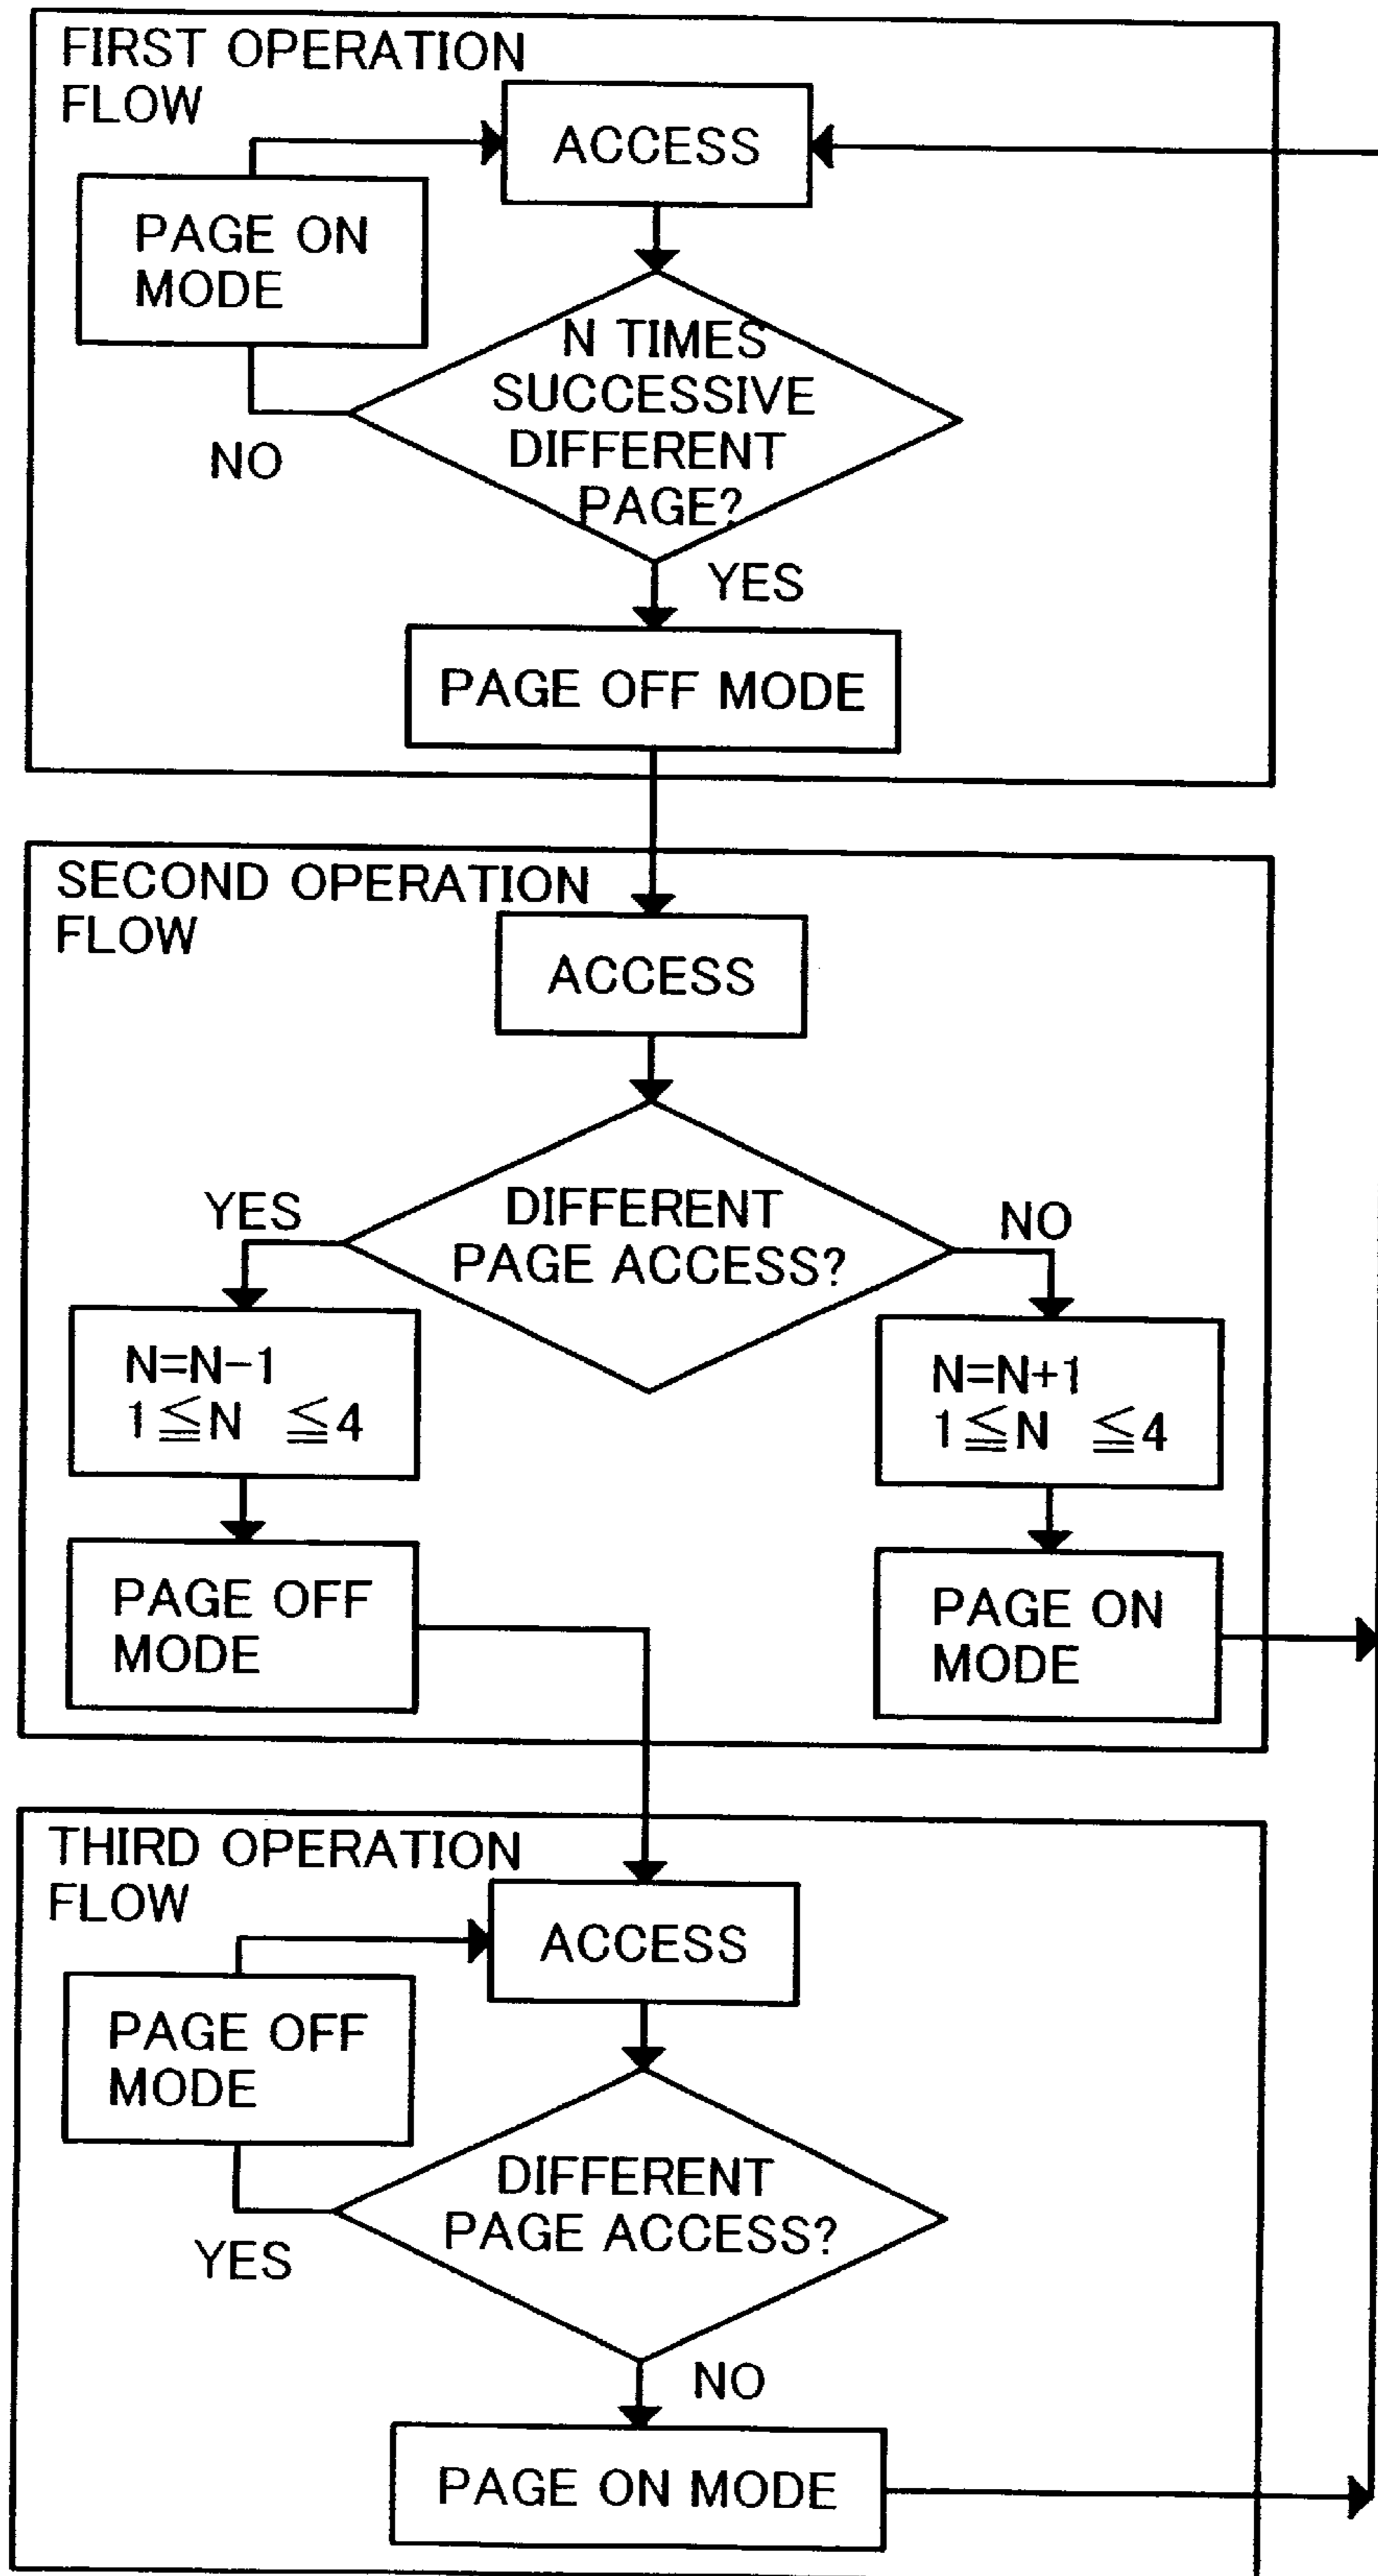 FIRST OPERATION
FLOW
ACCESS
PAGE ON
MODE
N TIMES
SUCCESSIVE
DIFFERENT
PAGE?
NO
YES
PAGE OFF MODE
SECOND OPERATION
FLOW
ACCESS
YES
DIFFERENT
PAGE ACCESS?
NO
N=N-1
1≦N ≦4
N=N+1
1≦N ≦4
PAGE OFF
MODE
PAGE ON
MODE
THIRD OPERATION
FLOW
ACCESS
PAGE OFF
MODE
DIFFERENT
PAGE ACCESS?
YES
NO
PAGE ON MODE